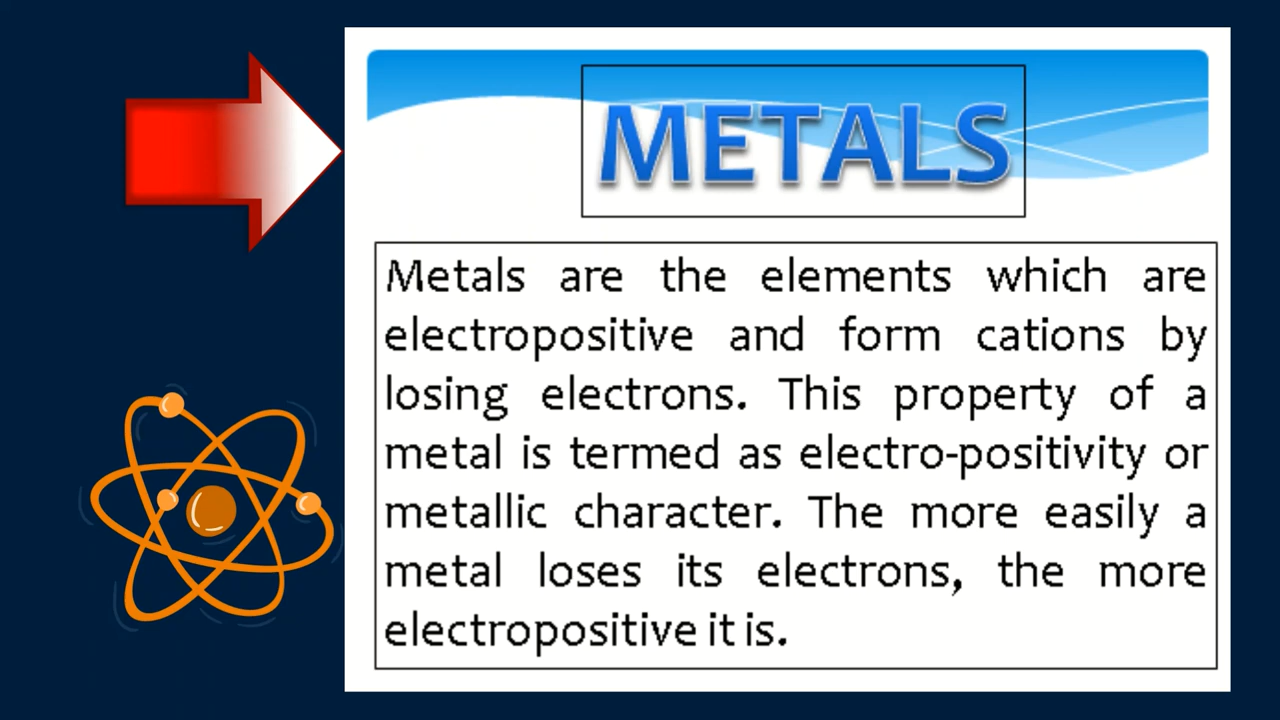 METALS
Metals are the elements which are
electropositive and form cations by
losing electrons. This property of a
metal is termed as electro-positivity or
metallic character. The more easily a
metal loses its electrons, the more
electropositive it is.